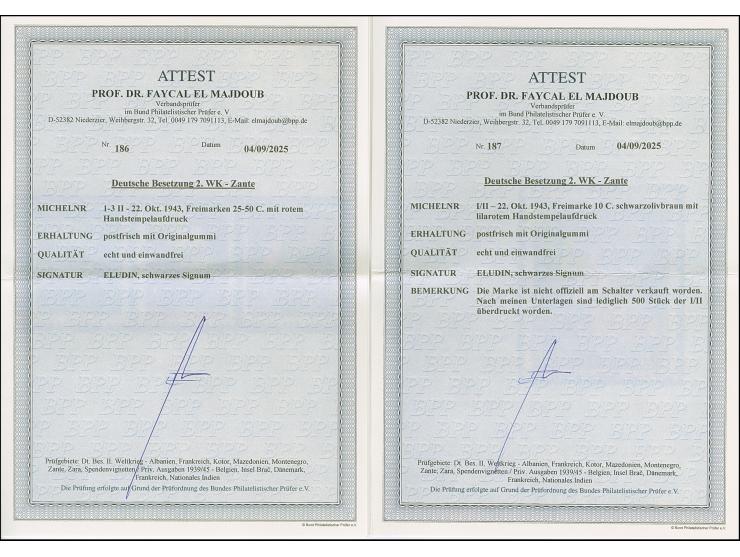 ATTEST
PROF. DR. FAYCAL EL MAJDOUB
Verbandsprüfer
im Bund Philatelistischer Prüfer e. V
D-52382 Niederzier, Weihbergstr. 32, Tel. 0049 179 7091113, E-Mail: elmajdoub@bpp.de
Nr. 186 Datum 04/09/2025
Deutsche Besetzung 2. WK - Zante
MICHELNR 1-3 II - 22. Okt. 1943, Freimarken 25-50 C. mit rotem
Handstempelaufdruck
ERHALTUNG postfrisch mit Originalgummi
QUALITÄT echt und einwandfrei
SIGNATUR ELUDIN, schwarzes Signum
Prüfgebiete: Dt. Bes. II. Weltkrieg - Albanien, Frankreich, Kotor, Mazedonien, Montenegro,
Zante, Zara, Spendenvignetten / Priv. Ausgaben 1939/45 - Belgien, Insel Brač, Dänemark,
Frankreich, Nationales Indien
Die Prüfung erfolgte auf Grund der Prüfordnung des Bundes Philatelistischer Prüfer e.V.
© Bund Philatelistischer Prüfer e.V.
ATTEST
PROF. DR. FAYCAL EL MAJDOUB
Verbandsprüfer
im Bund Philatelistischer Prüfer e. V
D-52382 Niederzier, Weihbergstr. 32, Tel. 0049 179 7091113, E-Mail: elmajdoub@bpp.de
Nr. 187 Datum 04/09/2025
Deutsche Besetzung 2. WK - Zante
MICHELNR I/II – 22. Okt. 1943, Freimarke 10 C. schwarzolivbraun mit
lilarotem Handstempelaufdruck
ERHALTUNG postfrisch mit Originalgummi
QUALITÄT echt und einwandfrei
SIGNATUR ELUDIN, schwarzes Signum
BEMERKUNG Die Marke ist nicht offiziell am Schalter verkauft worden.
Nach meinen Unterlagen sind lediglich 500 Stück der I/II
überdruckt worden.
Prüfgebiete: Dt. Bes. II. Weltkrieg - Albanien, Frankreich, Kotor, Mazedonien, Montenegro,
Zante, Zara, Spendenvignetten / Priv. Ausgaben 1939/45 - Belgien, Insel Brač, Dänemark,
Frankreich, Nationales Indien
Die Prüfung erfolgte auf Grund der Prüfordnung des Bundes Philatelistischer Prüfer e.V.
© Bund Philatelistischer Prüfer e.V.